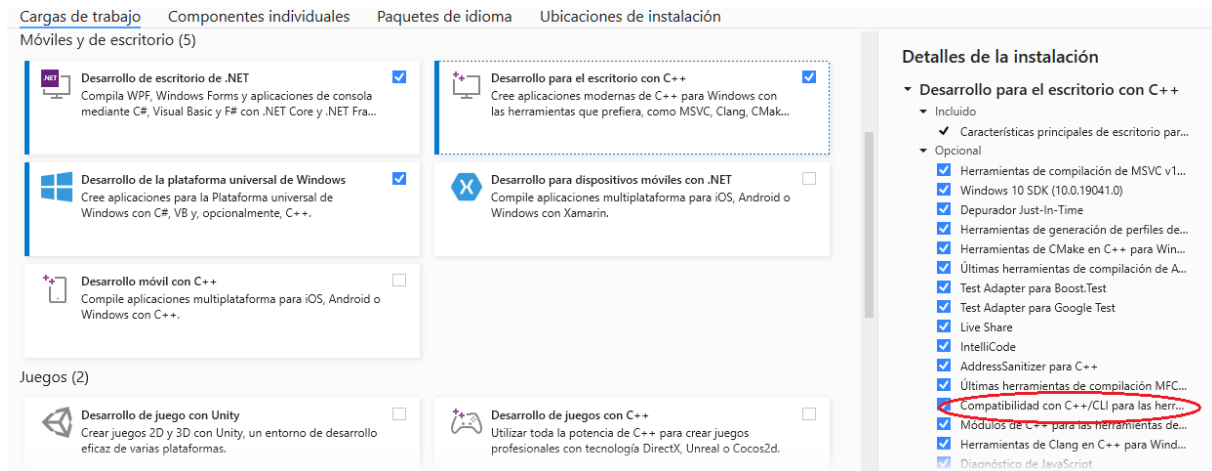 Cargas de trabajo Componentes individuales Paquetes de idioma Ubicaciones de instalación
Móviles y de escritorio (5)
.NET
Desarrollo de escritorio de .NET
Compila WPF, Windows Forms y aplicaciones de consola
mediante C#, Visual Basic y F# con .NET Core y .NET Fra...
Desarrollo para el escritorio con C++
Cree aplicaciones modernas de C++ para Windows con
las herramientas que prefiera, como MSVC, Clang, CMak...
Desarrollo de la plataforma universal de Windows
Cree aplicaciones para la Plataforma universal de
Windows con C#, VB y, opcionalmente, C++.
Desarrollo para dispositivos móviles con .NET
Compile aplicaciones multiplataforma para iOS, Android o
Windows con Xamarin.
Desarrollo móvil con C++
Compile aplicaciones multiplataforma para iOS, Android o
Windows con C++.
Juegos (2)
Desarrollo de juego con Unity
Crear juegos 2D y 3D con Unity, un entorno de desarrollo
eficaz de varias plataformas.
Desarrollo de juegos con C++
Utilizar toda la potencia de C++ para crear juegos
profesionales con tecnología DirectX, Unreal o Cocos2d.
Detalles de la instalación
Desarrollo para el escritorio con C++
Incluido
Características principales de escritorio par...
Opcional
Herramientas de compilación de MSVC v1...
Windows 10 SDK (10.0.19041.0)
Depurador Just-In-Time
Herramientas de generación de perfiles de...
Herramientas de CMake en C++ para Win...
Últimas herramientas de compilación de A...
Test Adapter para Boost.Test
Test Adapter para Google Test
Live Share
IntelliCode
AddressSanitizer para C++
Últimas herramientas de compilación MFC...
Compatibilidad con C++/CLI para las herr...
Módulos de C++ para las herramientas de...
Herramientas de Clang en C++ para Wind...
Diagnóstico de JavaScript